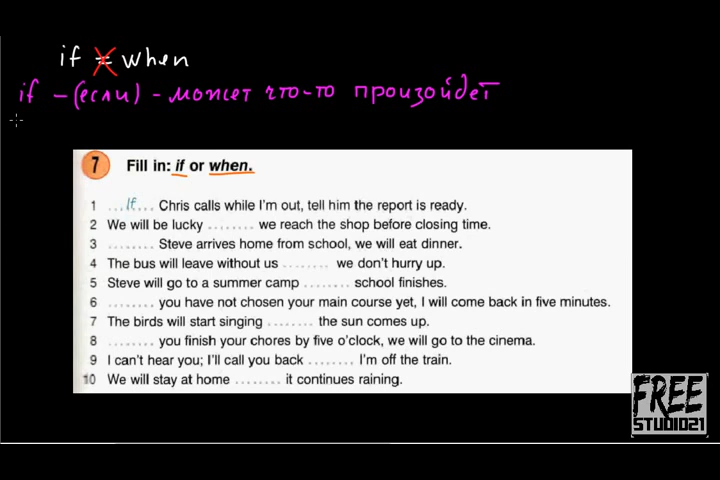 if = when
if - (если) - может что-то произойдет
7 Fill in: if or when.
1 ...If.... Chris calls while I'm out, tell him the report is ready.
2 We will be lucky ........ we reach the shop before closing time.
3 ........ Steve arrives home from school, we will eat dinner.
4 The bus will leave without us ........ we don't hurry up.
5 Steve will go to a summer camp ........ school finishes.
6 ........ you have not chosen your main course yet, I will come back in five minutes.
7 The birds will start singing ........ the sun comes up.
8 ........ you finish your chores by five o'clock, we will go to the cinema.
9 I can't hear you; I'll call you back ........ I'm off the train.
10 We will stay at home ........ it continues raining.
FREE
STUDIO21